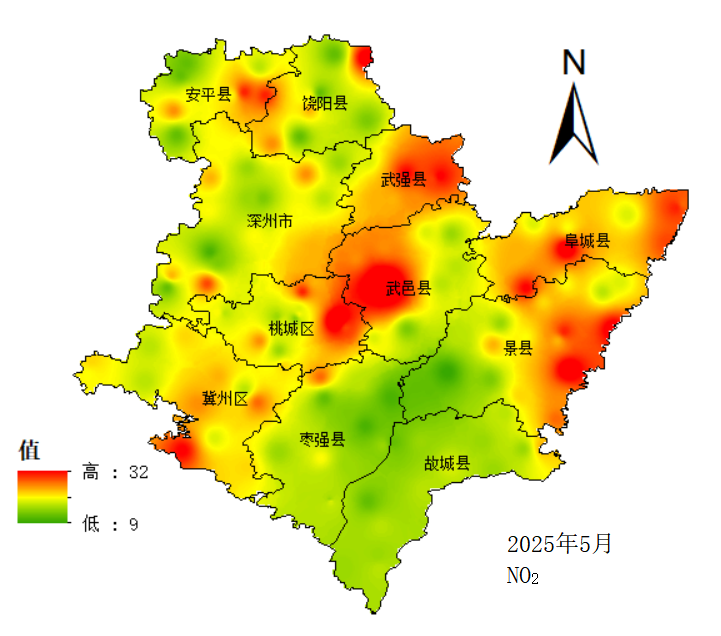 N
安平县
饶阳县
武强县
深州市
阜城县
武邑县
桃城区
景县
冀州区
枣强县
故城县
值
高 : 32
低 : 9
2025年5月
NO₂